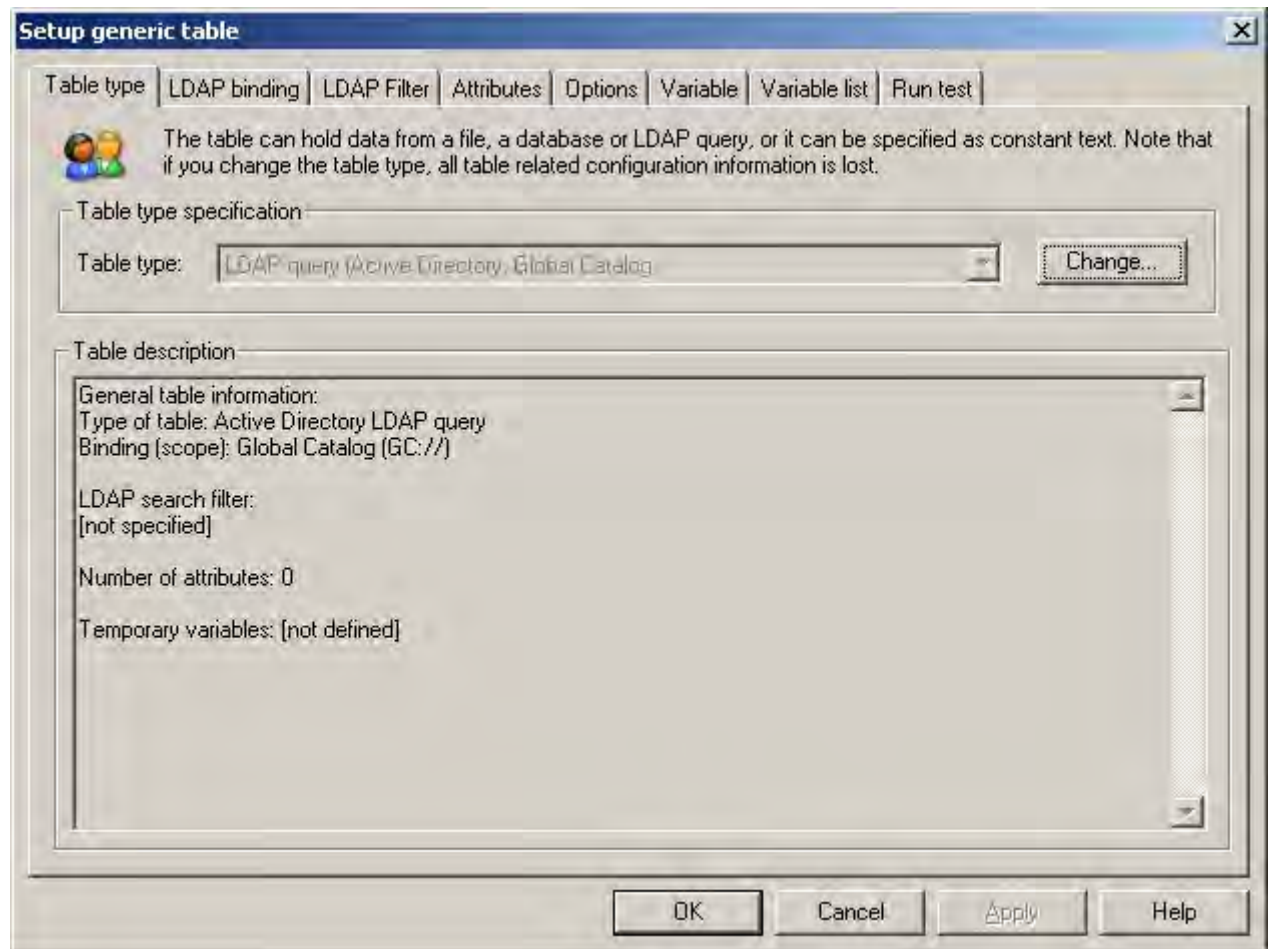 Setup generic table
Table type LDAP binding LDAP Filter Attributes Options Variable Variable list Run test
The table can hold data from a file, a database or LDAP query, or it can be specified as constant text. Note that
if you change the table type, all table related configuration information is lost.
Table type specification
Table type: LDAP query (Active Directory, Global Catalog Change...
Table description
General table information:
Type of table: Active Directory LDAP query
Binding (scope): Global Catalog (GC://)
LDAP search filter:
[not specified]
Number of attributes: 0
Temporary variables: [not defined]
OK Cancel Apply Help